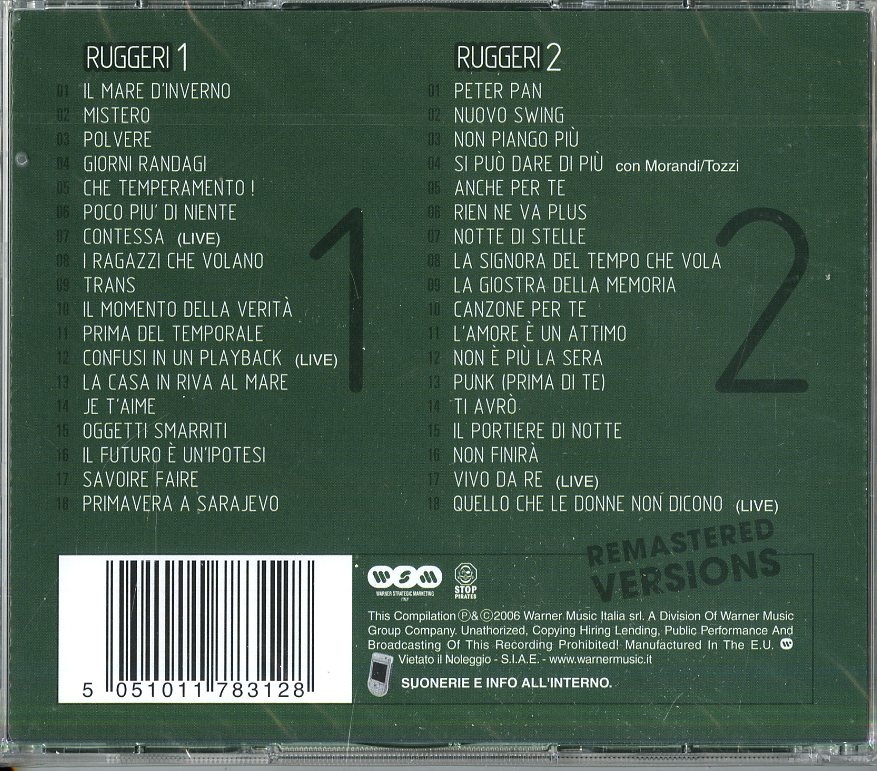 RUGGERI 1
01 IL MARE D'INVERNO
02 MISTERO
03 POLVERE
04 GIORNI RANDAGI
05 CHE TEMPERAMENTO !
06 POCO PIU' DI NIENTE
07 CONTESSA (LIVE)
08 I RAGAZZI CHE VOLANO
09 TRANS
10 IL MOMENTO DELLA VERITÀ
11 PRIMA DEL TEMPORALE
12 CONFUSI IN UN PLAYBACK (LIVE)
13 LA CASA IN RIVA AL MARE
14 JE T'AIME
15 OGGETTI SMARRITI
16 IL FUTURO È UN'IPOTESI
17 SAVOIRE FAIRE
18 PRIMAVERA A SARAJEVO
1
RUGGERI 2
01 PETER PAN
02 NUOVO SWING
03 NON PIANGO PIÙ
04 SI PUÒ DARE DI PIÙ con Morandi/Tozzi
05 ANCHE PER TE
06 RIEN NE VA PLUS
07 NOTTE DI STELLE
08 LA SIGNORA DEL TEMPO CHE VOLA
09 LA GIOSTRA DELLA MEMORIA
10 CANZONE PER TE
11 L'AMORE È UN ATTIMO
12 NON È PIÙ LA SERA
13 PUNK (PRIMA DI TE)
14 TI AVRÒ
15 IL PORTIERE DI NOTTE
16 NON FINIRÀ
17 VIVO DA RE (LIVE)
18 QUELLO CHE LE DONNE NON DICONO (LIVE)
2
REMASTERED
VERSIONS
WSM
WARNER STRATEGIC MARKETING
ITALY
STOP
PIRATES
This Compilation Ⓟ&©2006 Warner Music Italia srl. A Division Of Warner Music
Group Company. Unathorized, Copying Hiring Lending, Public Performance And
Broadcasting Of This Recording Prohibited! Manufactured In The E.U.
Vietato il Noleggio - S.I.A.E. - www.warnermusic.it
SUONERIE E INFO ALL'INTERNO.
5 051011 783128